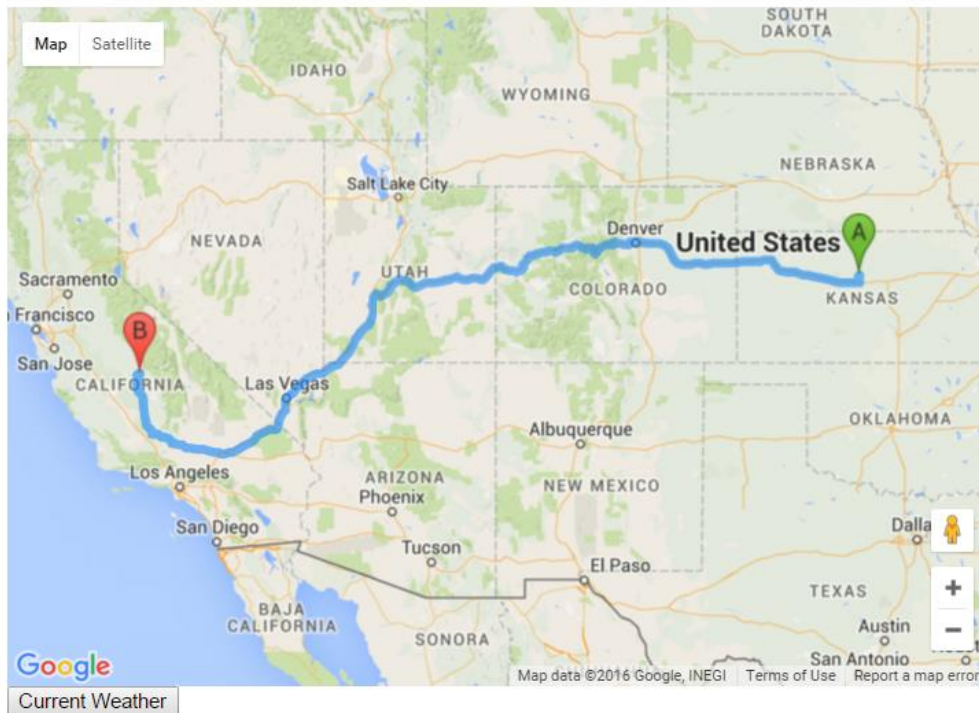 SOUTH
DAKOTA
Map Satellite
IDAHO
WYOMING
NEBRASKA
Salt Lake City
NEVADA
Denver
United States
A
UTAH
Sacramento
COLORADO
KANSAS
Francisco
B
San Jose
CALIFORNIA
Las Vegas
OKLAHOMA
Albuquerque
Los Angeles
ARIZONA
Phoenix
NEW MEXICO
San Diego
Dalla
Tucson
El Paso
TEXAS
BAJA
CALIFORNIA
SONORA
Austin
San Antonio
Google
Map data ©2016 Google, INEGI Terms of Use Report a map error
Current Weather